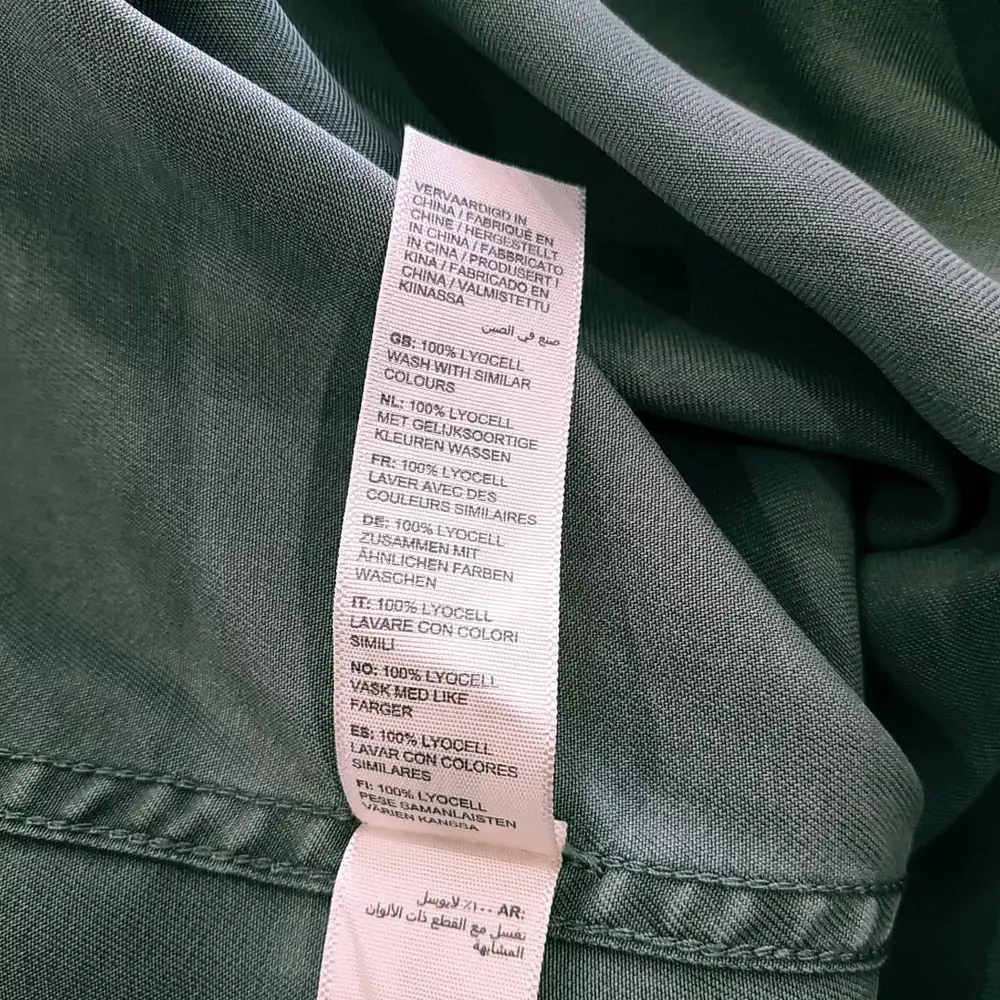 VERVAARDIGD IN
CHINA / FABRIQUÉ EN
CHINE / HERGESTELLT
IN CHINA / FABBRICATO
IN CINA / PRODUSERT I
KINA / FABRICADO EN
CHINA / VALMISTETTU
KIINASSA
صنع في الصين
GB: 100% LYOCELL
WASH WITH SIMILAR
COLOURS
NL: 100% LYOCELL
MET GELIJKSOORTIGE
KLEUREN WASSEN
FR: 100% LYOCELL
LAVER AVEC DES
COULEURS SIMILAIRES
DE: 100% LYOCELL
ZUSAMMEN MIT
ÄHNLICHEN FARBEN
WASCHEN
IT: 100% LYOCELL
LAVARE CON COLORI
SIMILI
NO: 100% LYOCELL
VASK MED LIKE
FARGER
ES: 100% LYOCELL
LAVAR CON COLORES
SIMILARES
FI: 100% LYOCELL
PESE SAMANLAISTEN
VÄRIEN KANSSA
AR: ١٠٠٪ لايوسل
تغسل مع القطع ذات الألوان
المشابهة